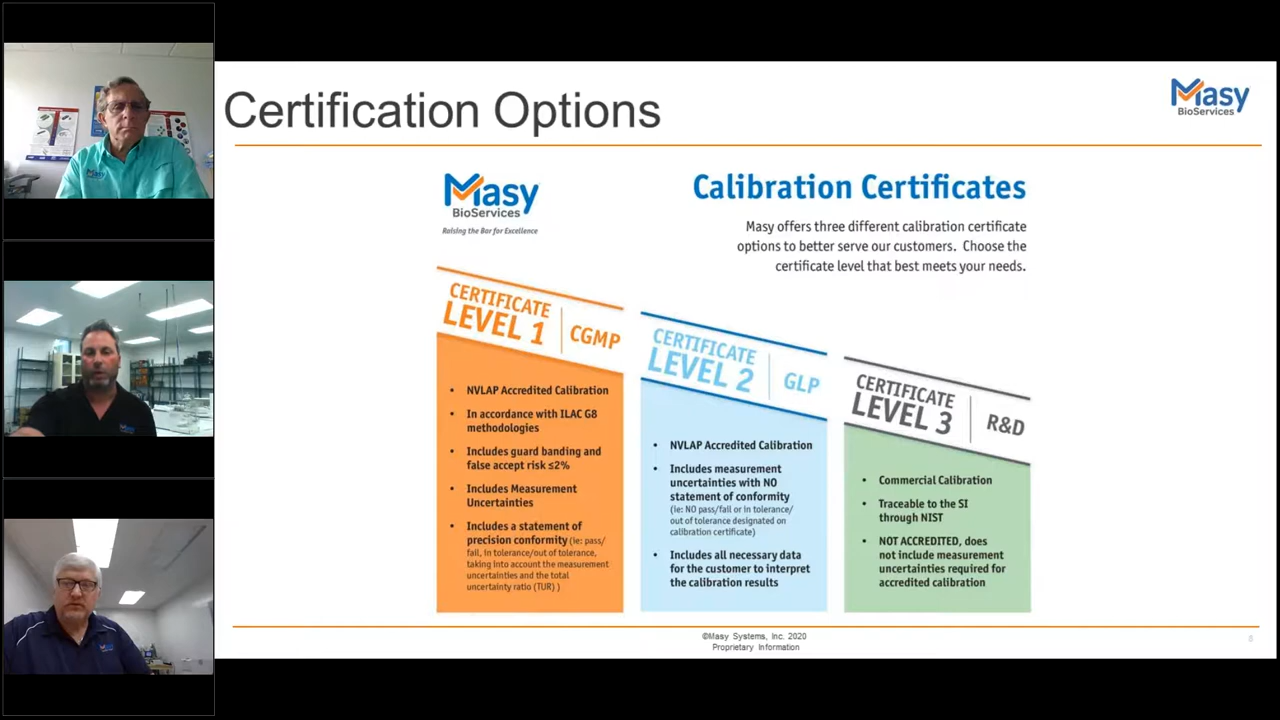 Certification Options
Masy
BioServices
Masy
BioServices
Raising the Bar for Excellence
Calibration Certificates
Masy offers three different calibration certificate
options to better serve our customers. Choose the
certificate level that best meets your needs.
CERTIFICATE
LEVEL 1
CGMP
• NVLAP Accredited Calibration
• In accordance with ILAC G8
methodologies
• Includes guard banding and
false accept risk ≤2%
• Includes Measurement
Uncertainties
• Includes a statement of
precision conformity (ie: pass/
fail, in tolerance/out of tolerance,
taking into account the measurement
uncertainties and the total
uncertainty ratio (TUR) )
CERTIFICATE
LEVEL 2
GLP
• NVLAP Accredited Calibration
• Includes measurement
uncertainties with NO
statement of conformity
(ie: NO pass/fail or in tolerance/
out of tolerance designated on
calibration certificate)
• Includes all necessary data
for the customer to interpret
the calibration results
CERTIFICATE
LEVEL 3
R&D
• Commercial Calibration
• Traceable to the SI
through NIST
• NOT ACCREDITED, does
not include measurement
uncertainties required for
accredited calibration
©Masy Systems, Inc. 2020
Proprietary Information
8